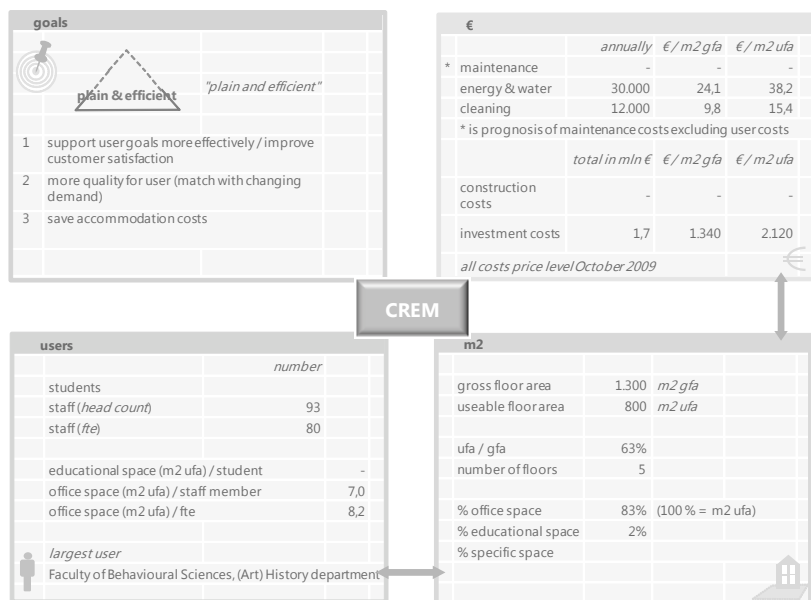 goals
plain & efficient
"plain and efficient"
1 support user goals more effectively / improve
customer satisfaction
2 more quality for user (match with changing
demand)
3 save accommodation costs
€
annually € / m2 gfa € / m2 ufa
* maintenance - - -
energy & water 30.000 24,1 38,2
cleaning 12.000 9,8 15,4
* is prognosis of maintenance costs excluding user costs
total in mln € € / m2 gfa € / m2 ufa
construction
costs - - -
investment costs 1,7 1.340 2.120
all costs price level October 2009
€
CREM
users
number
students
staff (head count) 93
staff (fte) 80
educational space (m2 ufa) / student -
office space (m2 ufa) / staff member 7,0
office space (m2 ufa) / fte 8,2
largest user
Faculty of Behavioural Sciences, (Art) History department
m2
gross floor area 1.300 m2 gfa
useable floor area 800 m2 ufa
ufa / gfa 63%
number of floors 5
% office space 83% (100 % = m2 ufa)
% educational space 2%
% specific space